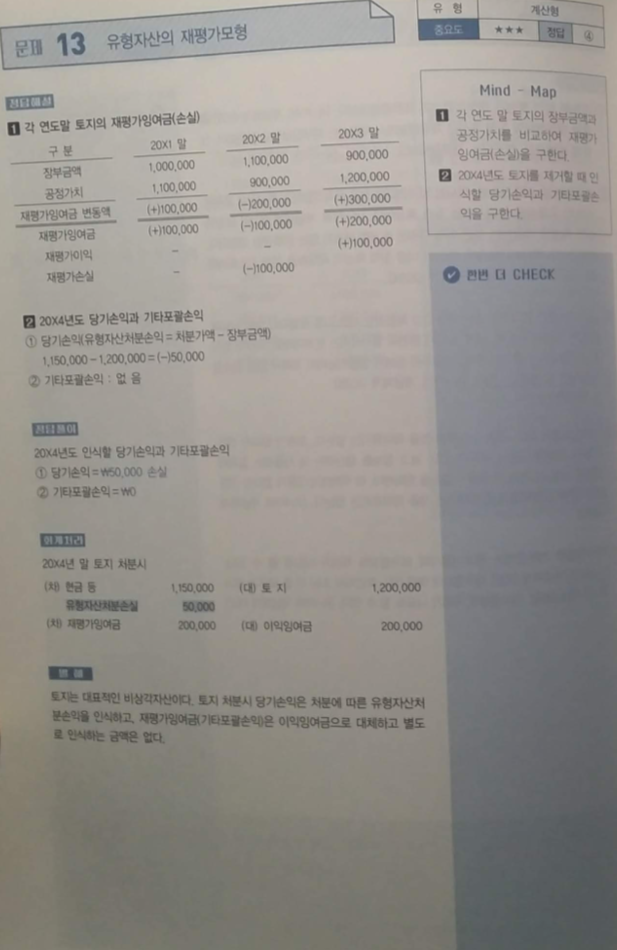 문제 13 유형자산의 재평가모형
유 형 계산형
중요도 ★★★ 정답 ④
정답해설
1 각 연도말 토지의 재평가잉여금(손실)
구 분 20X1 말 20X2 말 20X3 말
장부금액 1,000,000 1,100,000 900,000
공정가치 1,100,000 900,000 1,200,000
재평가잉여금 변동액 (+)100,000 (−)200,000 (+)300,000
재평가잉여금 (+)100,000 (−)100,000 (+)200,000
재평가이익 − − (+)100,000
재평가손실 − (−)100,000
2 20X4년도 당기손익과 기타포괄손익
① 당기손익(유형자산처분손익 = 처분가액 − 장부금액)
1,150,000 − 1,200,000 = (−)50,000
② 기타포괄손익 : 없 음
정답풀이
20X4년도 인식할 당기손익과 기타포괄손익
① 당기손익 = ₩50,000 손실
② 기타포괄손익 = ₩0
회계처리
20X4년 말 토지 처분시
(차) 현금 등 1,150,000 (대) 토 지 1,200,000
유형자산처분손실 50,000
(차) 재평가잉여금 200,000 (대) 이익잉여금 200,000
토지는 대표적인 비상각자산이다. 토지 처분시 당기손익은 처분에 따른 유형자산처
분손익을 인식하고, 재평가잉여금(기타포괄손익)은 이익잉여금으로 대체하고 별도
로 인식하는 금액은 없다.
Mind - Map
1 각 연도 말 토지의 장부금액과
공정가치를 비교하여 재평가
잉여금(손실)을 구한다.
2 20X4년도 토지를 제거할 때 인
식할 당기손익과 기타포괄손
익을 구한다.
한번 더 CHECK